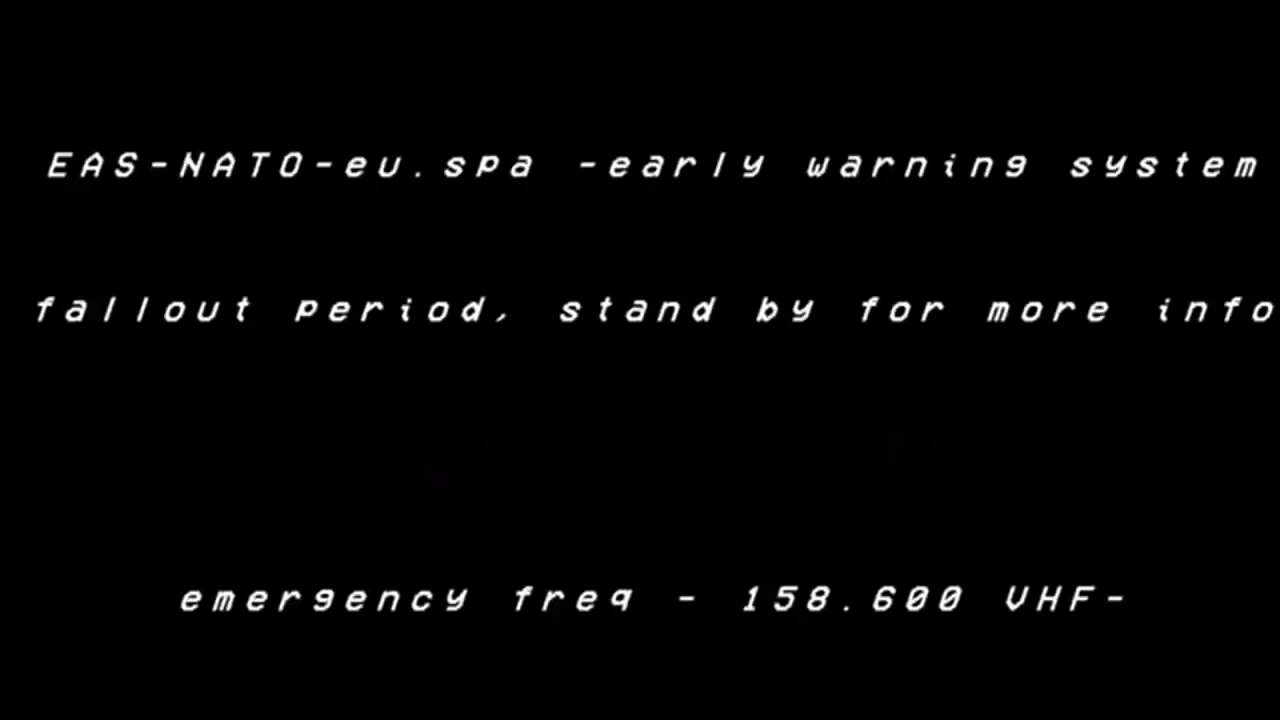 EAS-NATO-eu.spa -early warning system
fallout period, stand by for more info
emergency freq - 158.600 VHF-